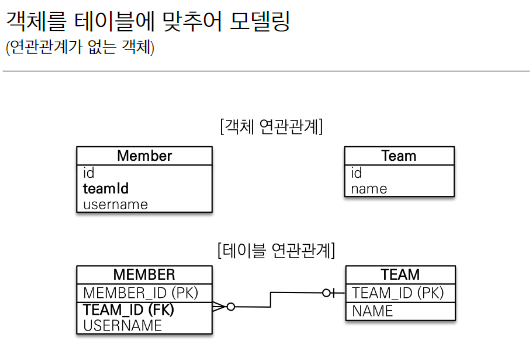 객체를 테이블에 맞추어 모델링
(연관관계가 없는 객체)
[객체 연관관계]
Member
id
teamId
username
Team
id
name
[테이블 연관관계]
MEMBER
MEMBER_ID (PK)
TEAM_ID (FK)
USERNAME
TEAM
TEAM_ID (PK)
NAME